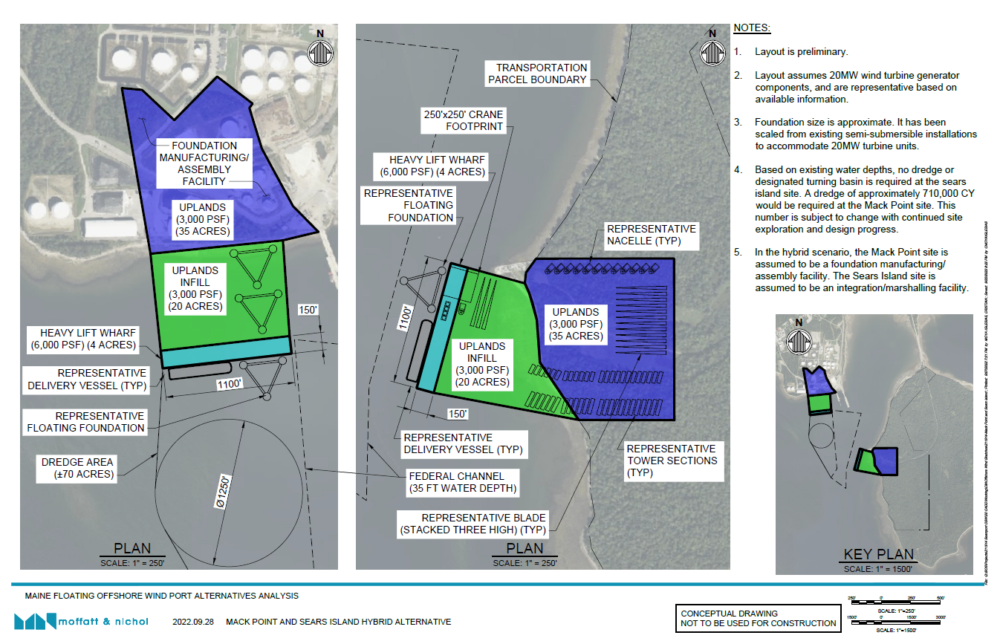 N
FOUNDATION
MANUFACTURING/
ASSEMBLY
FACILITY
UPLANDS
(3,000 PSF)
(35 ACRES)
UPLANDS
INFILL
(3,000 PSF)
(20 ACRES)
150'
HEAVY LIFT WHARF
(6,000 PSF) (4 ACRES)
REPRESENTATIVE
DELIVERY VESSEL (TYP)
1100'
REPRESENTATIVE
FLOATING FOUNDATION
DREDGE AREA
(±70 ACRES)
Ø1250'
PLAN
SCALE: 1" = 250'
N
TRANSPORTATION
PARCEL BOUNDARY
250'x250' CRANE
FOOTPRINT
HEAVY LIFT WHARF
(6,000 PSF) (4 ACRES)
REPRESENTATIVE
FLOATING
FOUNDATION
REPRESENTATIVE
NACELLE (TYP)
1100'
UPLANDS
(3,000 PSF)
(35 ACRES)
UPLANDS
INFILL
(3,000 PSF)
(20 ACRES)
150'
REPRESENTATIVE
DELIVERY VESSEL (TYP)
REPRESENTATIVE
TOWER SECTIONS
(TYP)
FEDERAL CHANNEL
(35 FT WATER DEPTH)
REPRESENTATIVE BLADE
(STACKED THREE HIGH) (TYP)
PLAN
SCALE: 1" = 250'
NOTES:
1. Layout is preliminary.
2. Layout assumes 20MW wind turbine generator
components, and are representative based on
available information.
3. Foundation size is approximate. It has been
scaled from existing semi-submersible installations
to accommodate 20MW turbine units.
4. Based on existing water depths, no dredge or
designated turning basin is required at the sears
island site. A dredge of approximately 710,000 CY
would be required at the Mack Point site. This
number is subject to change with continued site
exploration and design progress.
5. In the hybrid scenario, the Mack Point site is
assumed to be a foundation manufacturing/
assembly facility. The Sears Island site is
assumed to be an integration/marshalling facility.
N
KEY PLAN
SCALE: 1" = 1500'
MAINE FLOATING OFFSHORE WIND PORT ALTERNATIVES ANALYSIS
moffatt & nichol
2022.09.28 MACK POINT AND SEARS ISLAND HYBRID ALTERNATIVE
CONCEPTUAL DRAWING
NOT TO BE USED FOR CONSTRUCTION
250' 0' 250' 500'
SCALE: 1"=250'
1500' 0' 1500' 3000'
SCALE: 1"=1500'